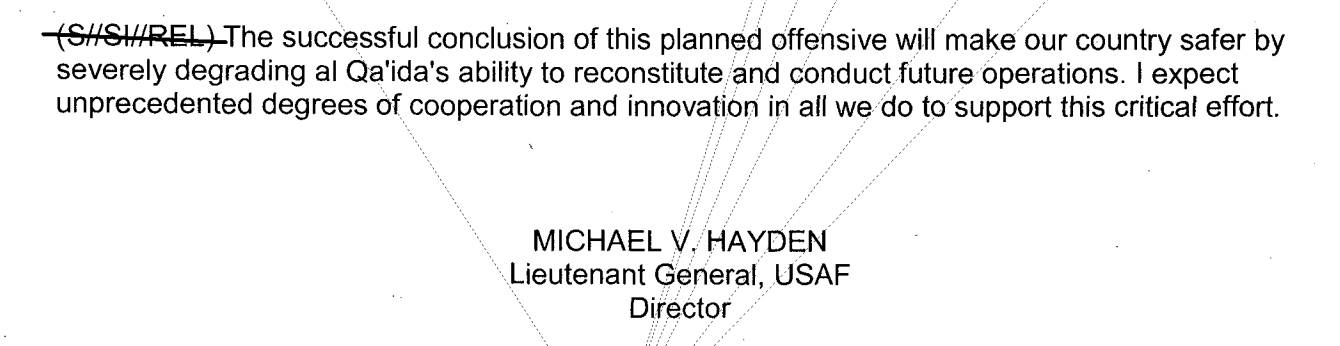 (S//SI//REL) The successful conclusion of this planned offensive will make our country safer by
severely degrading al Qa'ida's ability to reconstitute and conduct future operations. I expect
unprecedented degrees of cooperation and innovation in all we do to support this critical effort.
MICHAEL V. HAYDEN
Lieutenant General, USAF
Director